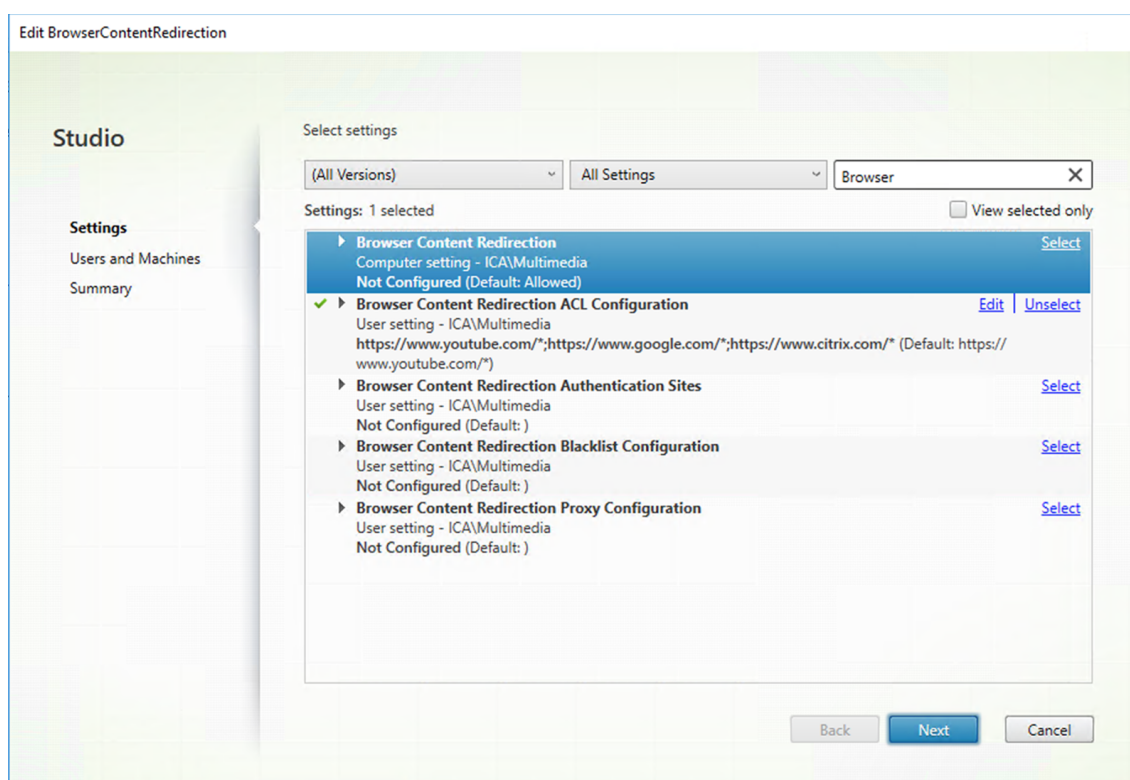 Edit BrowserContentRedirection
Studio
Settings
Users and Machines
Summary
Select settings
(All Versions)
All Settings
Browser
Settings: 1 selected
View selected only
Browser Content Redirection
Select
Computer setting - ICA\Multimedia
Not Configured (Default: Allowed)
Browser Content Redirection ACL Configuration
Edit | Unselect
User setting - ICA\Multimedia
https://www.youtube.com/*;https://www.google.com/*;https://www.citrix.com/* (Default: https://
www.youtube.com/*)
Browser Content Redirection Authentication Sites
Select
User setting - ICA\Multimedia
Not Configured (Default: )
Browser Content Redirection Blacklist Configuration
Select
User setting - ICA\Multimedia
Not Configured (Default: )
Browser Content Redirection Proxy Configuration
Select
User setting - ICA\Multimedia
Not Configured (Default: )
Back
Next
Cancel